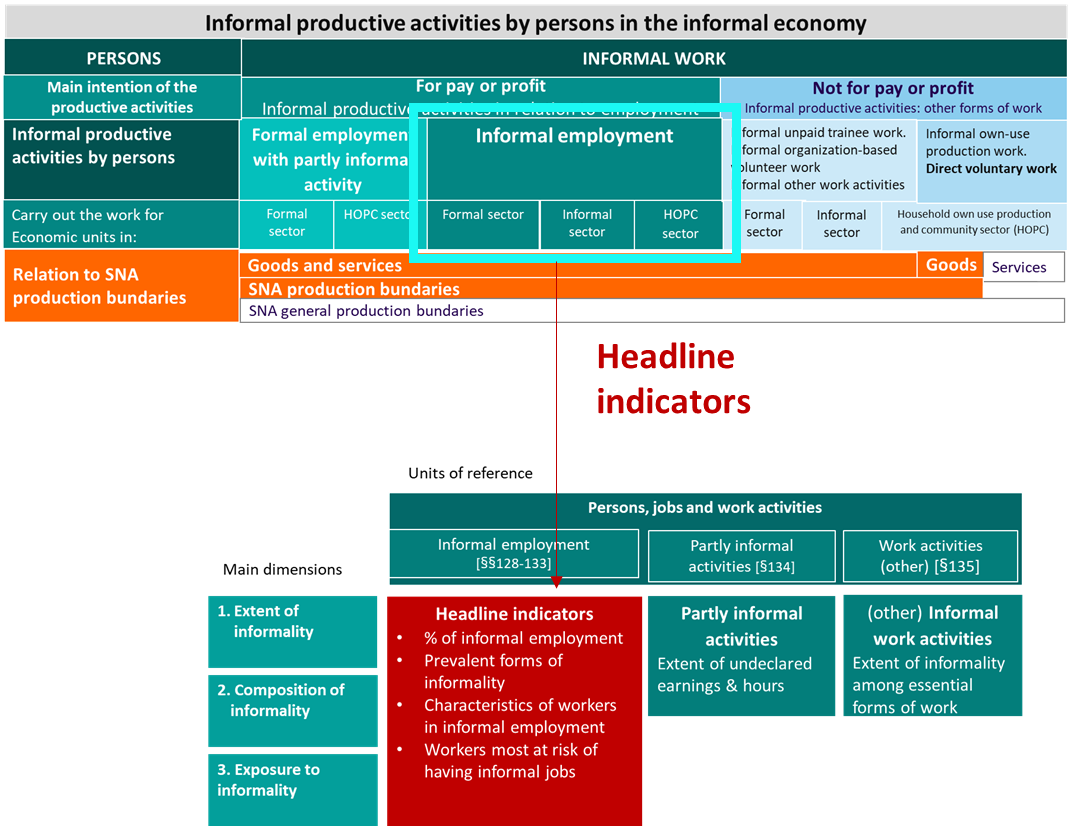 Informal productive activities by persons in the informal economy
PERSONS
INFORMAL WORK
Main intention of the
productive activities
For pay or profit
Informal productive activities in relation to employment
Not for pay or profit
Informal productive activities: other forms of work
Informal productive
activities by persons
Formal employmen
with partly informa
activity
Informal employment
formal unpaid trainee work.
formal organization-based
olunteer work
formal other work activities
Informal own-use
production work.
Direct voluntary work
Carry out the work for
Economic units in:
Formal
sector
HOPC secto
Formal sector
Informal
sector
HOPC
sector
Formal
sector
Informal
sector
Household own use production
and community sector (HOPC)
Relation to SNA
production bundaries
Goods and services
Goods
Services
SNA production bundaries
SNA general production bundaries
Headline
indicators
Units of reference
Persons, jobs and work activities
Informal employment
[§§128-133]
Partly informal
activities [§134]
Work activities
(other) [§135]
Main dimensions
1. Extent of
informality
2. Composition of
informality
3. Exposure to
informality
Headline indicators
• % of informal employment
• Prevalent forms of
informality
• Characteristics of workers
in informal employment
• Workers most at risk of
having informal jobs
Partly informal
activities
Extent of undeclared
earnings & hours
(other) Informal
work activities
Extent of informality
among essential
forms of work